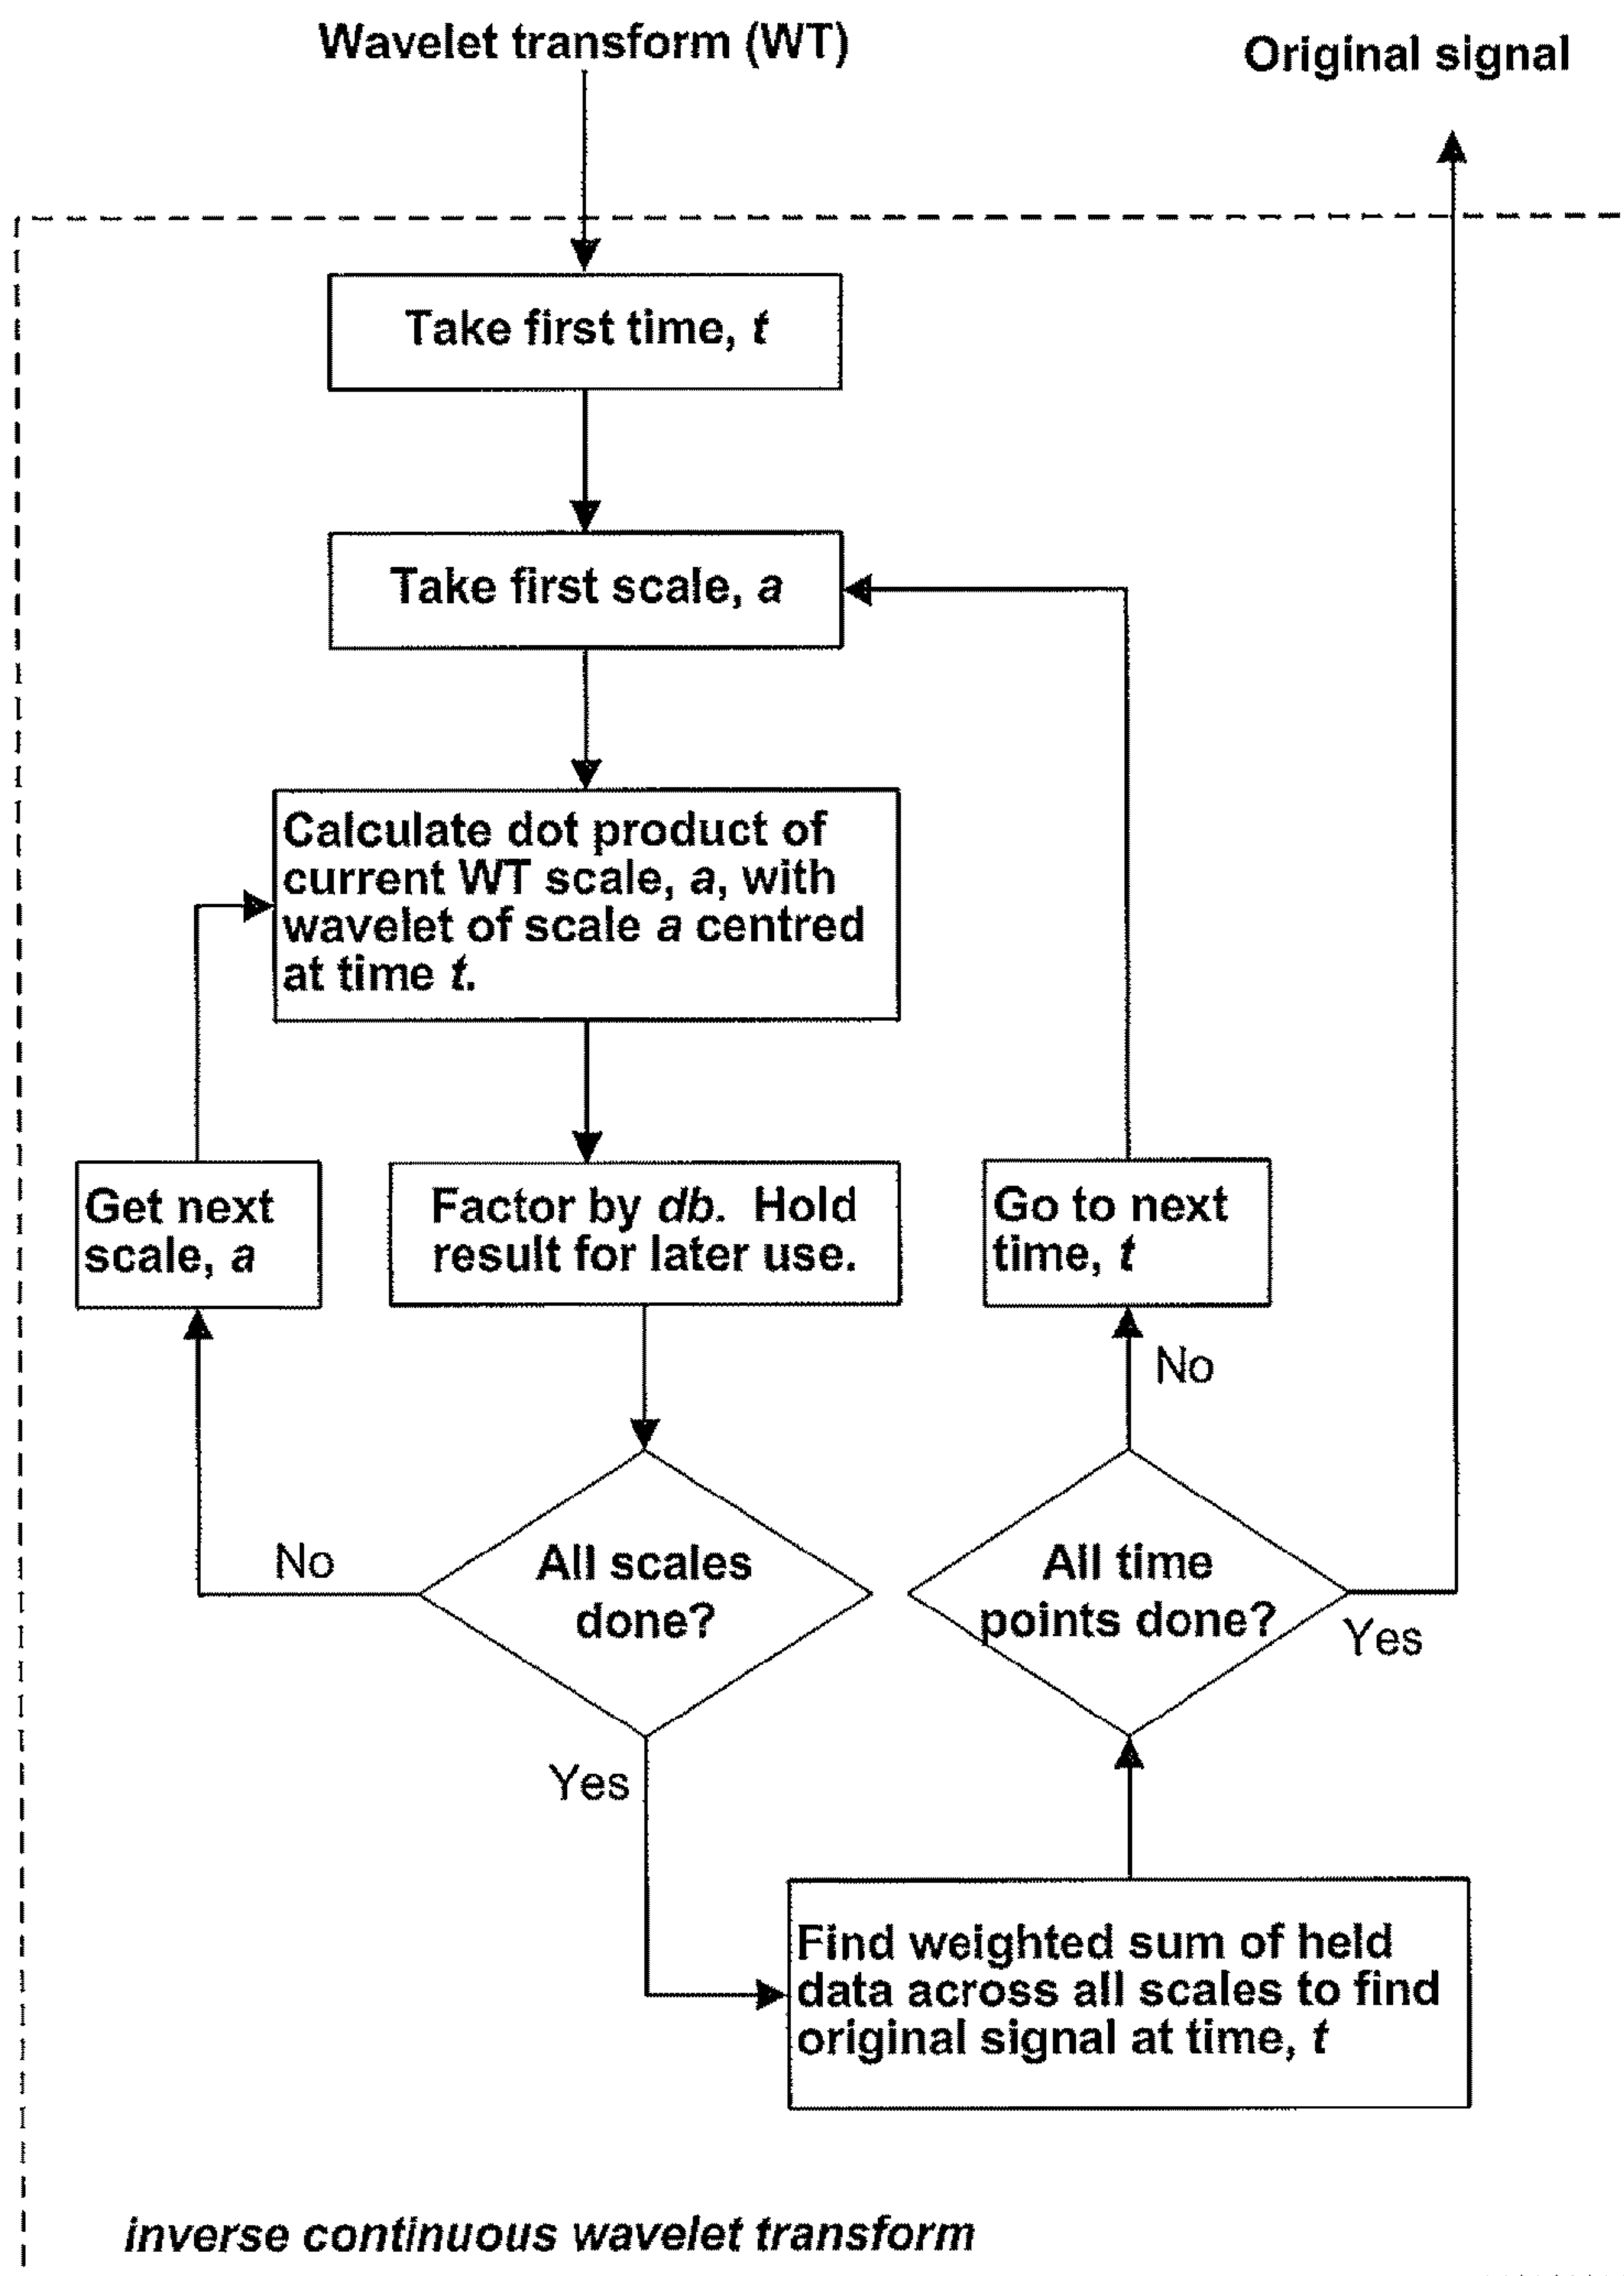 Wavelet transform (WT)
Original signal
Take first time, t
Take first scale, a
Calculate dot product of
current WT scale, a, with
wavelet of scale a centred
at time t.
Get next
scale, a
Factor by db. Hold
result for later use.
Go to next
time, t
No
No
All scales
done?
All time
points done?
Yes
Yes
Find weighted sum of held
data across all scales to find
original signal at time, t
inverse continuous wavelet transform